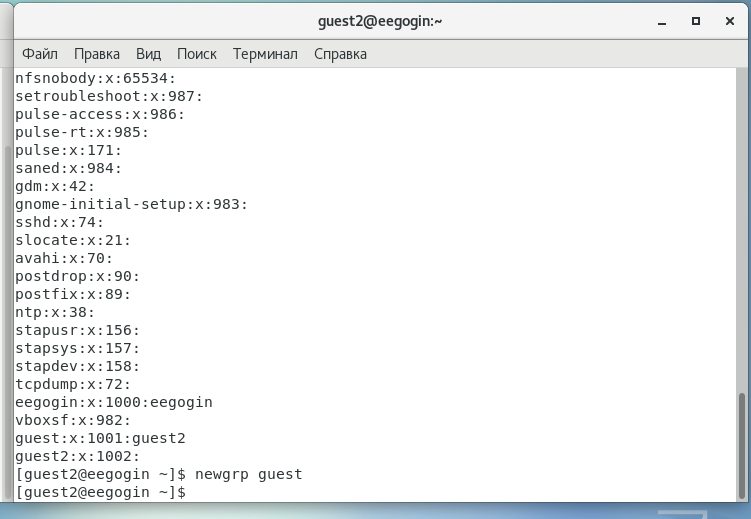 guest2@eegogin:~
Файл Правка Вид Поиск Терминал Справка
nfsnobody:x:65534:
setroubleshoot:x:987:
pulse-access:x:986:
pulse-rt:x:985:
pulse:x:171:
saned:x:984:
gdm:x:42:
gnome-initial-setup:x:983:
sshd:x:74:
slocate:x:21:
avahi:x:70:
postdrop:x:90:
postfix:x:89:
ntp:x:38:
stapusr:x:156:
stapsys:x:157:
stapdev:x:158:
tcpdump:x:72:
eegogin:x:1000:eegogin
vboxsf:x:982:
guest:x:1001:guest2
guest2:x:1002:
[guest2@eegogin ~]$ newgrp guest
[guest2@eegogin ~]$